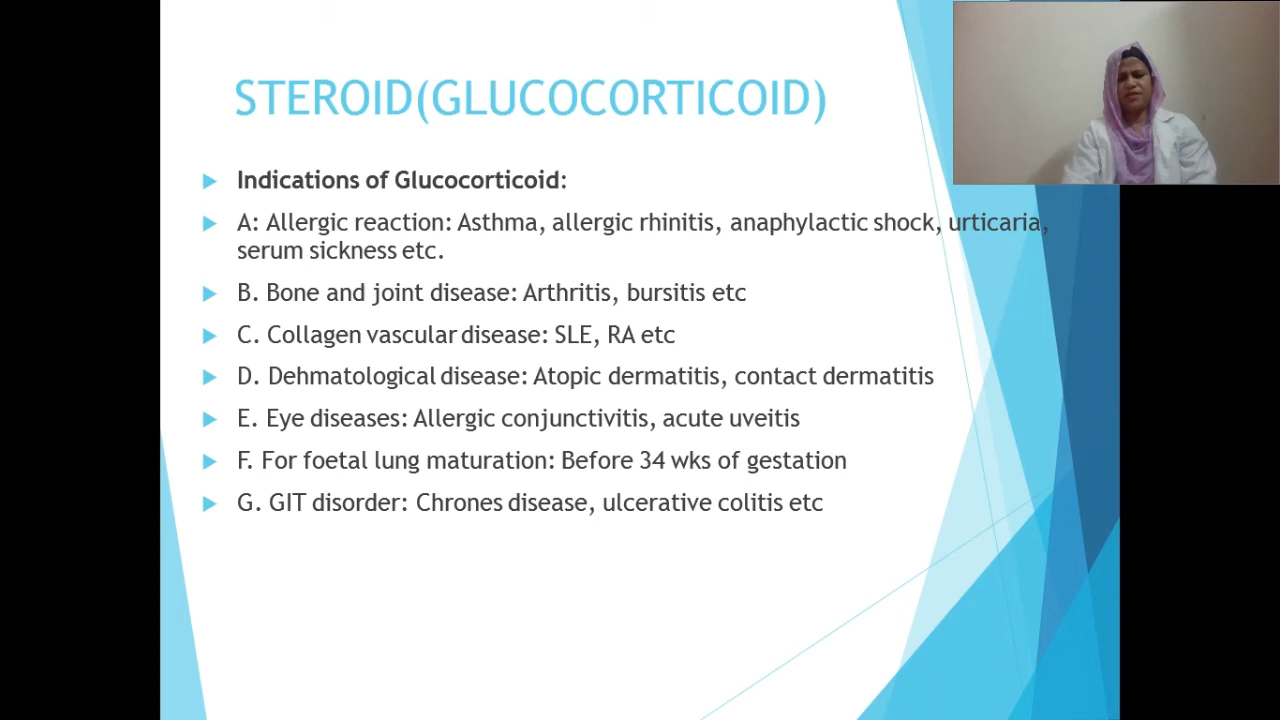 STEROID(GLUCOCORTICOID)
Indications of Glucocorticoid:
A: Allergic reaction: Asthma, allergic rhinitis, anaphylactic shock, urticaria,
serum sickness etc.
B. Bone and joint disease: Arthritis, bursitis etc
C. Collagen vascular disease: SLE, RA etc
D. Dehmatological disease: Atopic dermatitis, contact dermatitis
E. Eye diseases: Allergic conjunctivitis, acute uveitis
F. For foetal lung maturation: Before 34 wks of gestation
G. GIT disorder: Chrones disease, ulcerative colitis etc